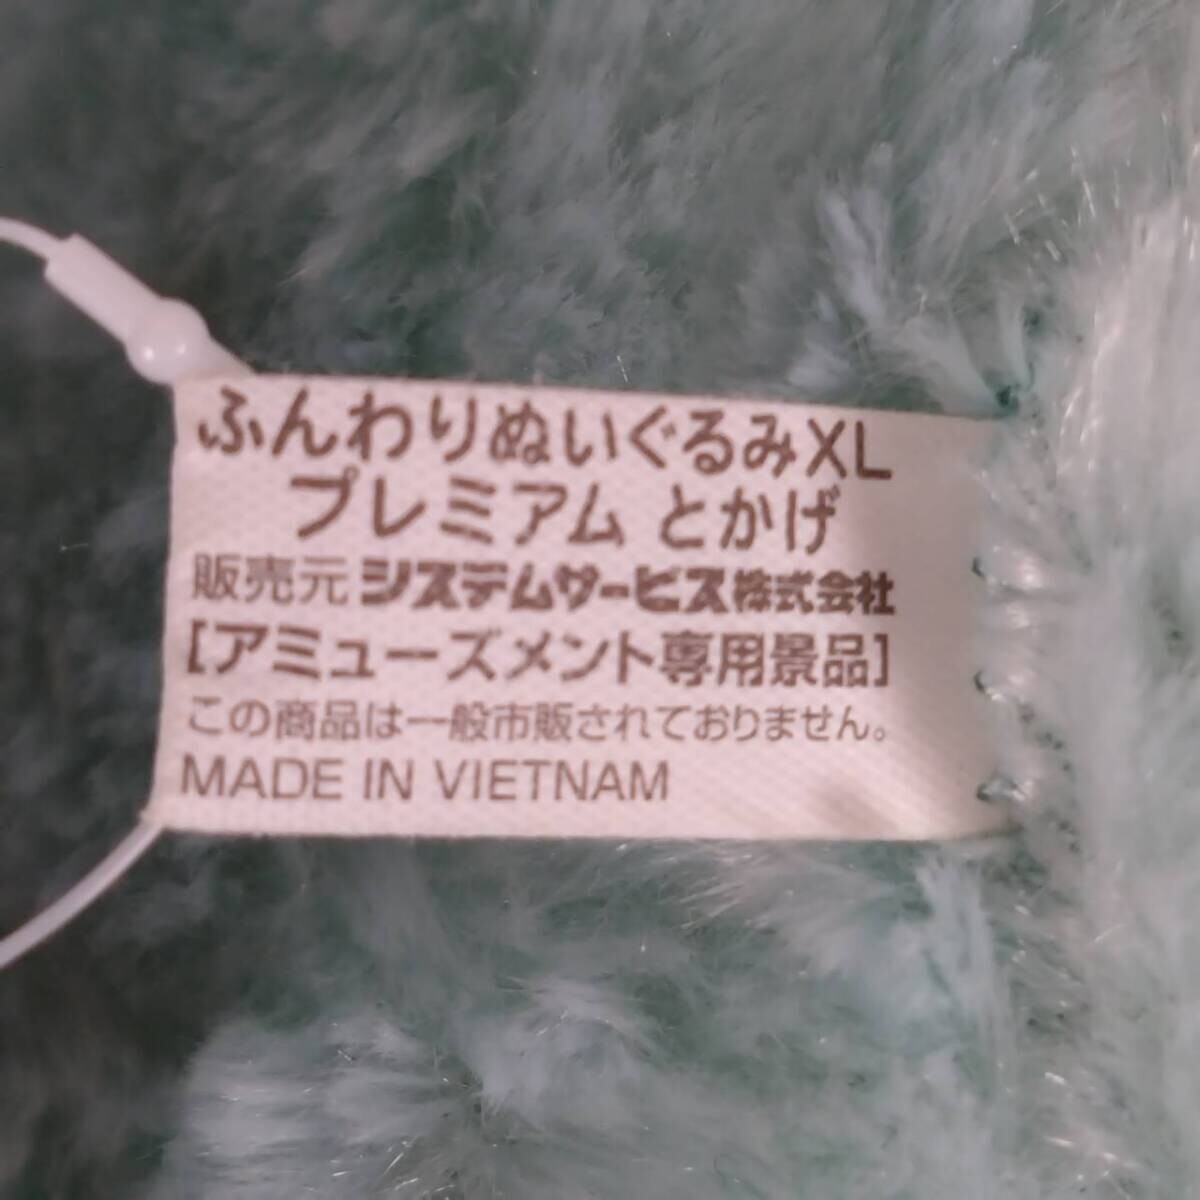 ふんわりぬいぐるみXL
プレミアム とかげ
販売元 システムサービス株式会社
[アミューズメント専用景品]
この商品は一般市販されておりません。
MADE IN VIETNAM